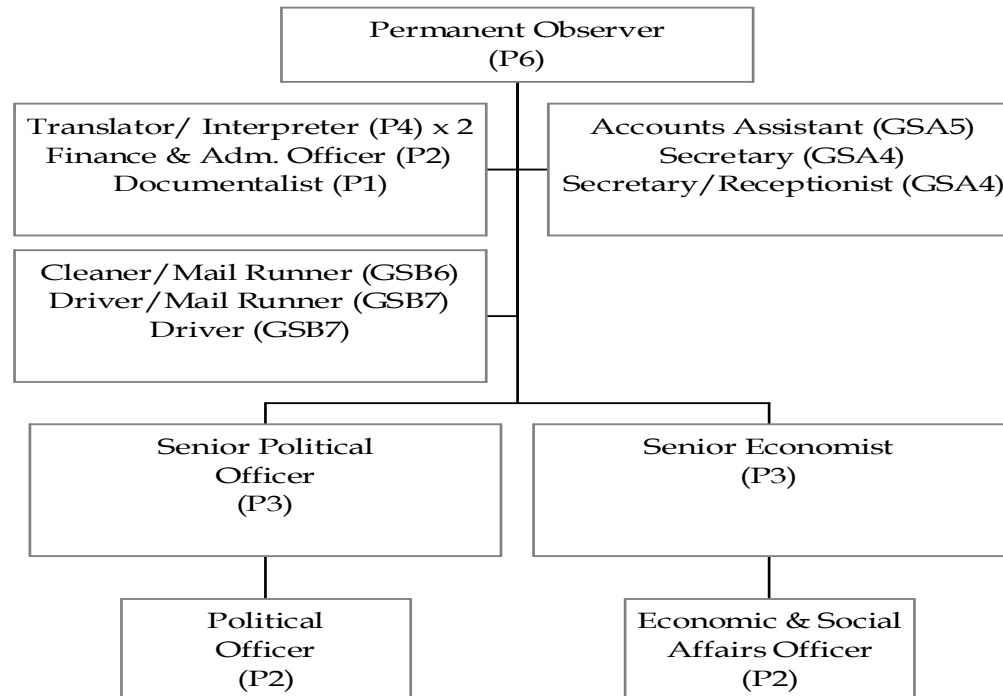 Permanent Observer
(P6)
Translator/ Interpreter (P4) x 2
Finance & Adm. Officer (P2)
Documentalist (P1)
Accounts Assistant (GSA5)
Secretary (GSA4)
Secretary/Receptionist (GSA4)
Cleaner/Mail Runner (GSB6)
Driver/Mail Runner (GSB7)
Driver (GSB7)
Senior Political
Officer
(P3)
Senior Economist
(P3)
Political
Officer
(P2)
Economic & Social
Affairs Officer
(P2)